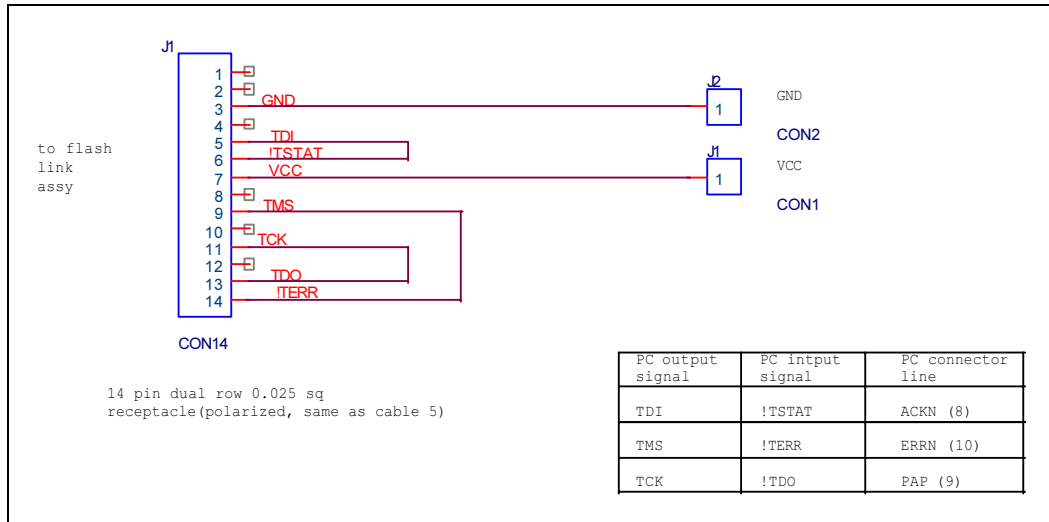 J1
1
2
GND
3
4
TDI
5
!TSTAT
6
VCC
7
8
TMS
9
10
TCK
11
12
TDO
13
!TERR
14
CON14
to flash
link
assy
J2
1
GND
CON2
J1
1
VCC
CON1
14 pin dual row 0.025 sq
receptacle(polarized, same as cable 5)
PC output signal
PC intput signal
PC connector line
TDI !TSTAT ACKN (8)
TMS !TERR ERRN (10)
TCK !TDO PAP (9)